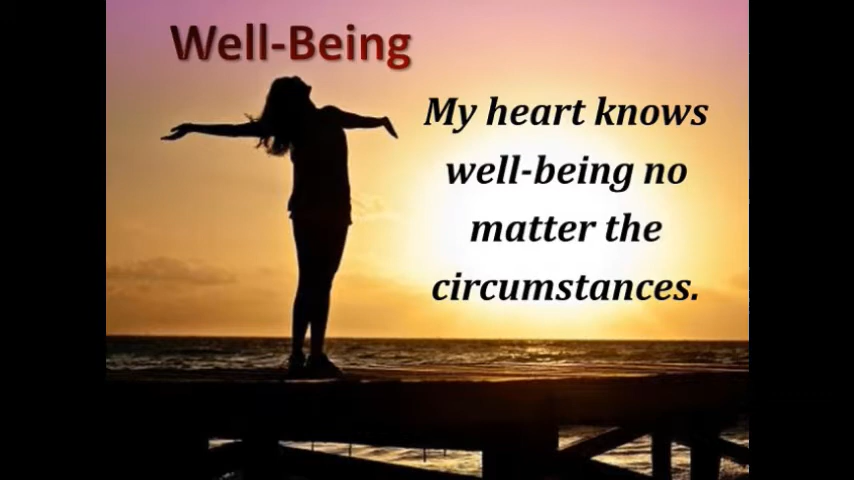 Well-Being
My heart knows
well-being no
matter the
circumstances.